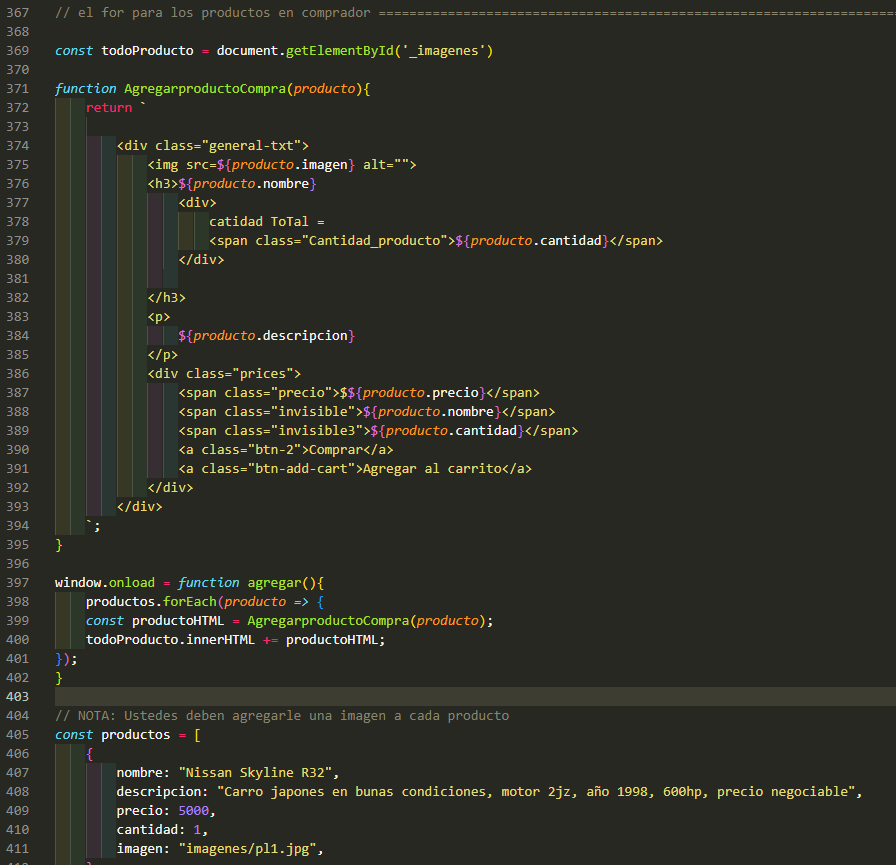 367 // el for para los productos en comprador ====================================================================
368
369 const todoProducto = document.getElementById('_imagenes')
370
371 function AgregarproductoCompra(producto){
372 return `
373
374 <div class="general-txt">
375 <img src=${producto.imagen} alt="">
376 <h3>${producto.nombre}
377 <div>
378 catidad ToTal =
379 <span class="Cantidad_producto">${producto.cantidad}</span>
380 </div>
381
382 </h3>
383 <p>
384 ${producto.descripcion}
385 </p>
386 <div class="prices">
387 <span class="precio">$${producto.precio}</span>
388 <span class="invisible">${producto.nombre}</span>
389 <span class="invisible3">${producto.cantidad}</span>
390 <a class="btn-2">Comprar</a>
391 <a class="btn-add-cart">Agregar al carrito</a>
392 </div>
393 </div>
394 `;
395 }
396
397 window.onload = function agregar(){
398 productos.forEach(producto => {
399 const productoHTML = AgregarproductoCompra(producto);
400 todoProducto.innerHTML += productoHTML;
401 });
402 }
403
404 // NOTA: Ustedes deben agregarle una imagen a cada producto
405 const productos = [
406 {
407 nombre: "Nissan Skyline R32",
408 descripcion: "Carro japones en bunas condiciones, motor 2jz, año 1998, 600hp, precio negociable",
409 precio: 5000,
410 cantidad: 1,
411 imagen: "imagenes/pl1.jpg",